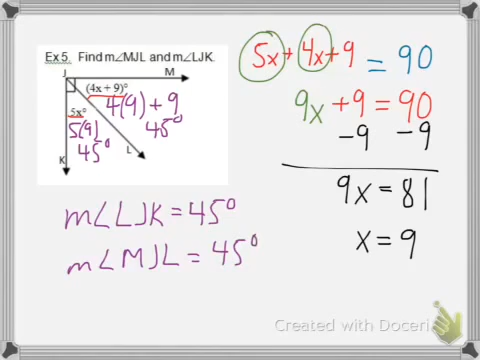 Ex 5. Find m∠MJL and m∠LJK.
J
M
(4x + 9)°
4(9) + 9
45°
5x°
5(9)
45°
K
L
m∠LJK = 45°
m∠MJL = 45°
5x + 4x + 9 = 90
9x + 9 = 90
-9 -9
9x = 81
x = 9
Created with Doceri